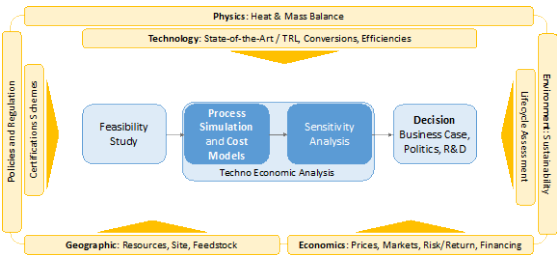 Physics: Heat & Mass Balance
Technology: State-of-the-Art / TRL, Conversions, Efficiencies
Policies and Regulation
Certifications Schemes
Feasibility
Study
Process
Simulation
and Cost
Models
Sensitivity
Analysis
Techno Economic Analysis
Decision
Business Case,
Politics, R&D
Lifecycle Assessment
Environment: Sustainability
Geographic: Resources, Site, Feedstock
Economics: Prices, Markets, Risk/Return, Financing